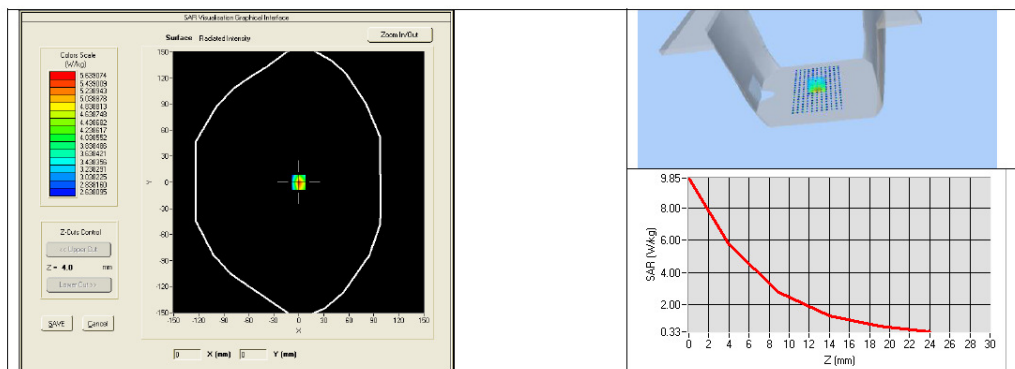 SAR Visualisation Graphical Interface
Surface Radiated Intensity
Zoom In/Out
Colors Scale
(W/kg)
5.639074
5.439009
5.238943
5.038878
4.838813
4.638748
4.438682
4.238617
4.038552
3.838486
3.638421
3.438356
3.238291
3.038225
2.838160
2.638095
150
120
90
60
30
0
-30
-60
-90
-120
-150
Y
-150 -120 -90 -60 -30 0 30 60 90 120 150
X
Z-Cuts Control
<< Upper Cut
Z = 4.0 mm
Lower Cut >>
SAVE Cancel
0 X (mm) 0 Y (mm)
9.85
8.00
6.00
4.00
2.00
0.33
SAR (W/kg)
0 2 4 6 8 10 12 14 16 18 20 22 24 26 28 30
Z (mm)